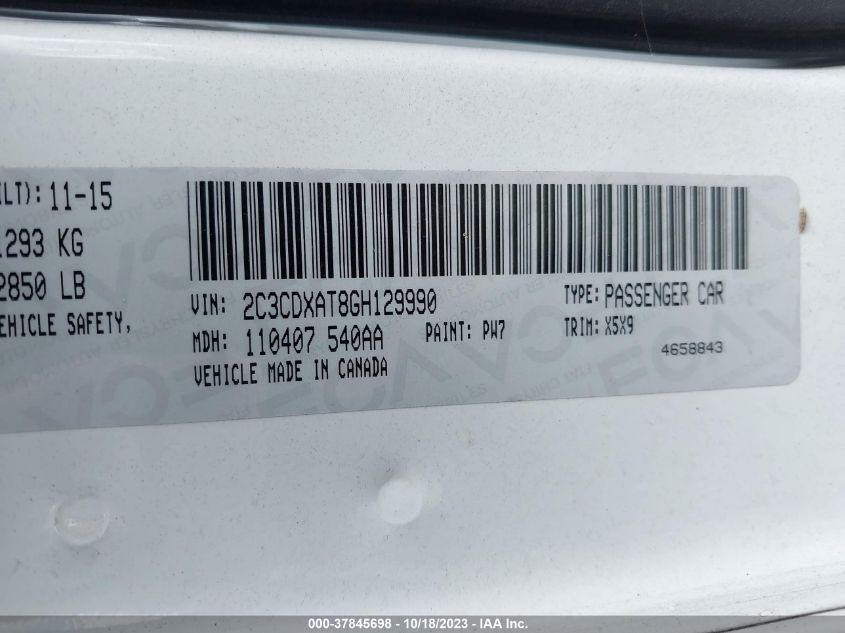 ILT): 11-15
1293 KG
2850 LB
EHICLE SAFETY,
VIN: 2C3CDXAT8GH129990
TYPE: PASSENGER CAR
MDH: 110407 540AA
PAINT: PW7
TRIM: X5X9
VEHICLE MADE IN CANADA
4658843
000-37845698 - 10/18/2023 - IAA Inc.